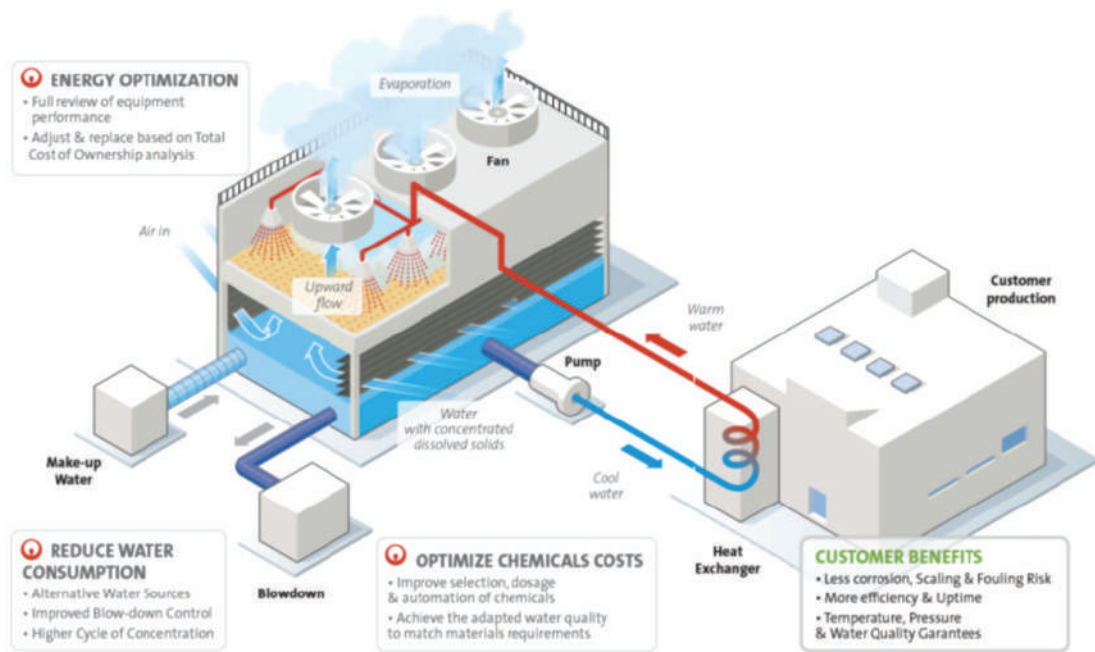 ENERGY OPTIMIZATION
• Full review of equipment
performance
• Adjust & replace based on Total
Cost of Ownership analysis
Evaporation
Fan
Air in
Upward
flow
Customer
production
Warm
water
Pump
Water
with concentrated
dissolved solids
Make-up
Water
Cool
water
Heat
Exchanger
Blowdown
REDUCE WATER
CONSUMPTION
• Alternative Water Sources
• Improved Blow-down Control
• Higher Cycle of Concentration
OPTIMIZE CHEMICALS COSTS
• Improve selection, dosage
& automation of chemicals
• Achieve the adapted water quality
to match materials requirements
CUSTOMER BENEFITS
• Less corrosion, Scaling & Fouling Risk
• More efficiency & Uptime
• Temperature, Pressure
& Water Quality Garantees